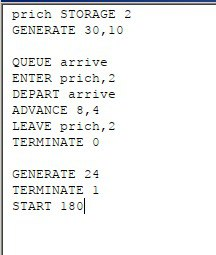 prich STORAGE 2
GENERATE 30,10
QUEUE arrive
ENTER prich,2
DEPART arrive
ADVANCE 8,4
LEAVE prich,2
TERMINATE 0
GENERATE 24
TERMINATE 1
START 180